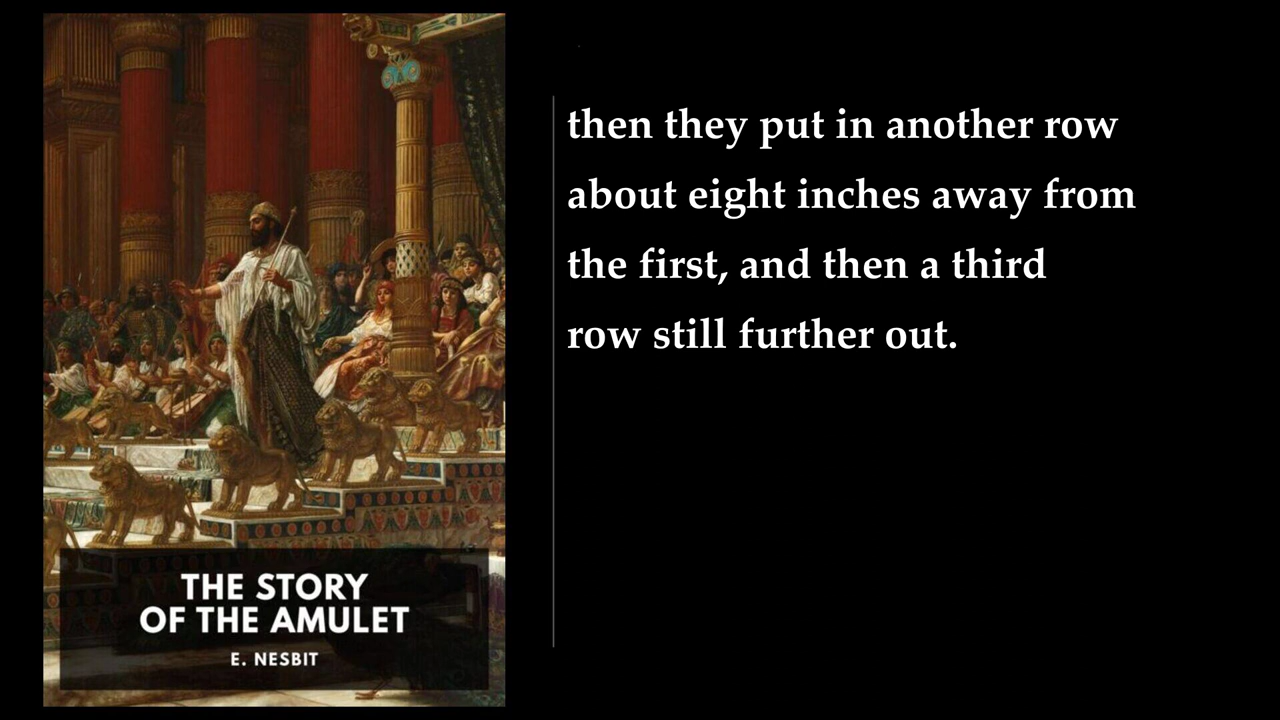 THE STORY
OF THE AMULET
E. NESBIT
then they put in another row
about eight inches away from
the first, and then a third
row still further out.